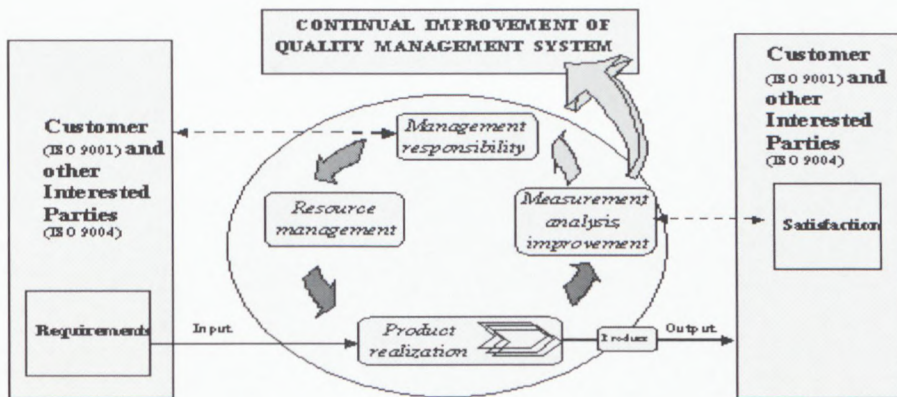 CONTINUAL IMPROVEMENT OF
QUALITY MANAGEMENT SYSTEM
Customer
(ISO 9001) and
other
Interested
Parties
(ISO 9004)
Requirements
Input
Management
responsibility
Resource
management
Measurement,
analysis,
improvement
Product
realization
Product
Output
Customer
(ISO 9001) and
other
Interested
Parties
(ISO 9004)
Satisfaction